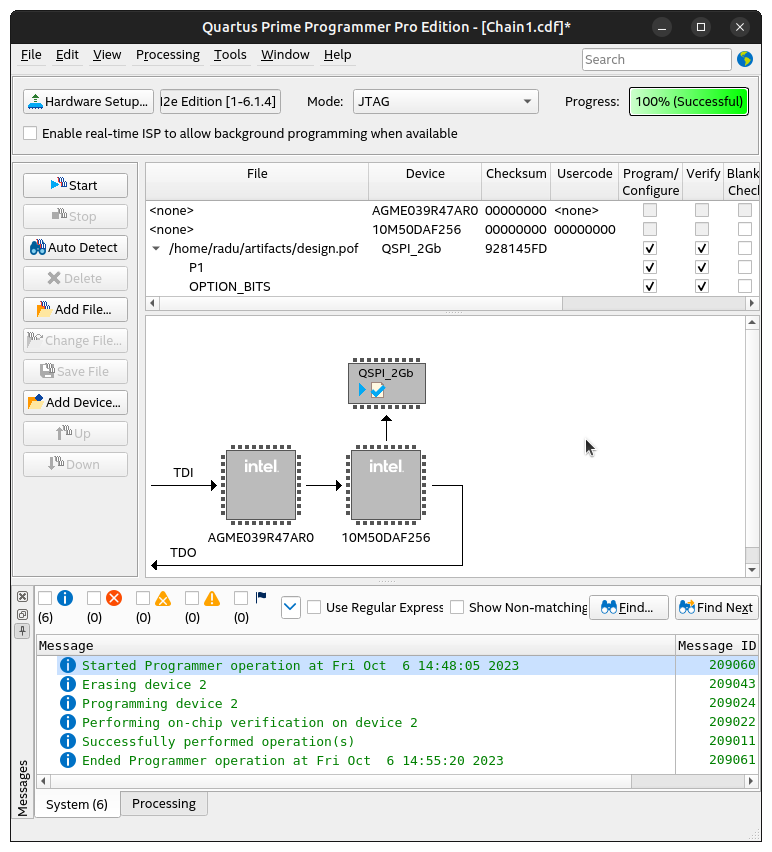 Quartus Prime Programmer Pro Edition - [Chain1.cdf]*
File Edit View Processing Tools Window Help
Search
Hardware Setup... I2e Edition [1-6.1.4] Mode: JTAG Progress: 100% (Successful)
Enable real-time ISP to allow background programming when available
Start
Stop
Auto Detect
Delete
Add File...
Change File...
Save File
Add Device...
Up
Down
File Device Checksum Usercode Program/ Verify Blank
Configure Chec
<none> AGME039R47AR0 00000000 <none>
<none> 10M50DAF256 00000000 00000000
/home/radu/artifacts/design.pof QSPI_2Gb 928145FD
P1
OPTION_BITS
QSPI_2Gb
TDI intel intel
AGME039R47AR0 10M50DAF256
TDO
(6) (0) (0) (0) (0) Use Regular Express Show Non-matching Find... Find Next
Message Message ID
Started Programmer operation at Fri Oct  6 14:48:05 2023 209060
Erasing device 2 209043
Programming device 2 209024
Performing on-chip verification on device 2 209022
Successfully performed operation(s) 209011
Ended Programmer operation at Fri Oct  6 14:55:20 2023 209061
Messages
System (6) Processing